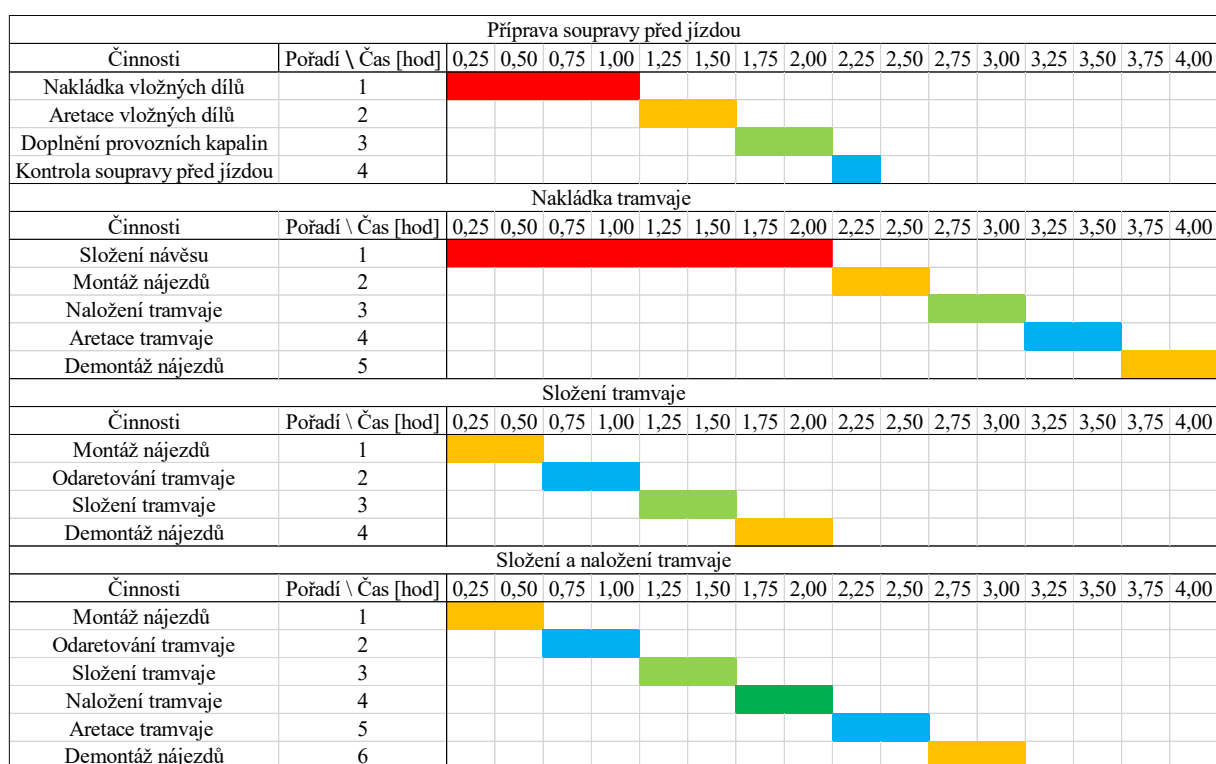 Příprava soupravy před jízdou
Činnosti Pořadí \ Čas [hod] 0,25 0,50 0,75 1,00 1,25 1,50 1,75 2,00 2,25 2,50 2,75 3,00 3,25 3,50 3,75 4,00
Nakládka vložných dílů 1
Aretace vložných dílů 2
Doplnění provozních kapalin 3
Kontrola soupravy před jízdou 4
Nakládka tramvaje
Činnosti Pořadí \ Čas [hod] 0,25 0,50 0,75 1,00 1,25 1,50 1,75 2,00 2,25 2,50 2,75 3,00 3,25 3,50 3,75 4,00
Složení návěsu 1
Montáž nájezdů 2
Naložení tramvaje 3
Aretace tramvaje 4
Demontáž nájezdů 5
Složení tramvaje
Činnosti Pořadí \ Čas [hod] 0,25 0,50 0,75 1,00 1,25 1,50 1,75 2,00 2,25 2,50 2,75 3,00 3,25 3,50 3,75 4,00
Montáž nájezdů 1
Odaretování tramvaje 2
Složení tramvaje 3
Demontáž nájezdů 4
Složení a naložení tramvaje
Činnosti Pořadí \ Čas [hod] 0,25 0,50 0,75 1,00 1,25 1,50 1,75 2,00 2,25 2,50 2,75 3,00 3,25 3,50 3,75 4,00
Montáž nájezdů 1
Odaretování tramvaje 2
Složení tramvaje 3
Naložení tramvaje 4
Aretace tramvaje 5
Demontáž nájezdů 6